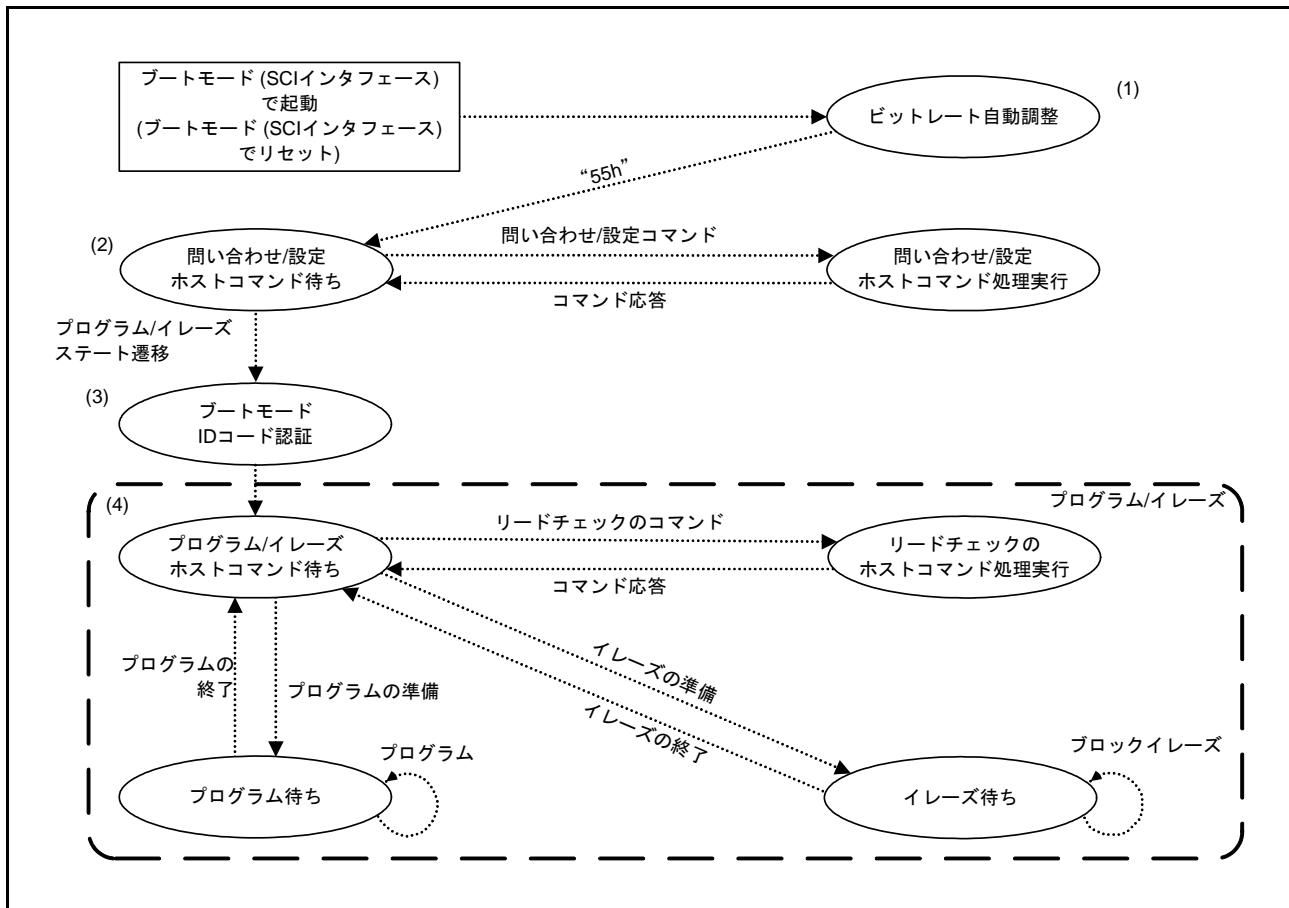 ブートモード (SCIインタフェース)
で起動
(ブートモード (SCIインタフェース)
でリセット)
(1)
ビットレート自動調整
“55h”
(2)
問い合わせ/設定
ホストコマンド待ち
問い合わせ/設定コマンド
コマンド応答
問い合わせ/設定
ホストコマンド処理実行
プログラム/イレーズ
ステート遷移
(3)
ブートモード
IDコード認証
プログラム/イレーズ
(4)
プログラム/イレーズ
ホストコマンド待ち
リードチェックのコマンド
コマンド応答
リードチェックの
ホストコマンド処理実行
プログラムの
終了
プログラムの準備
イレーズの準備
イレーズの終了
プログラム
プログラム待ち
ブロックイレーズ
イレーズ待ち